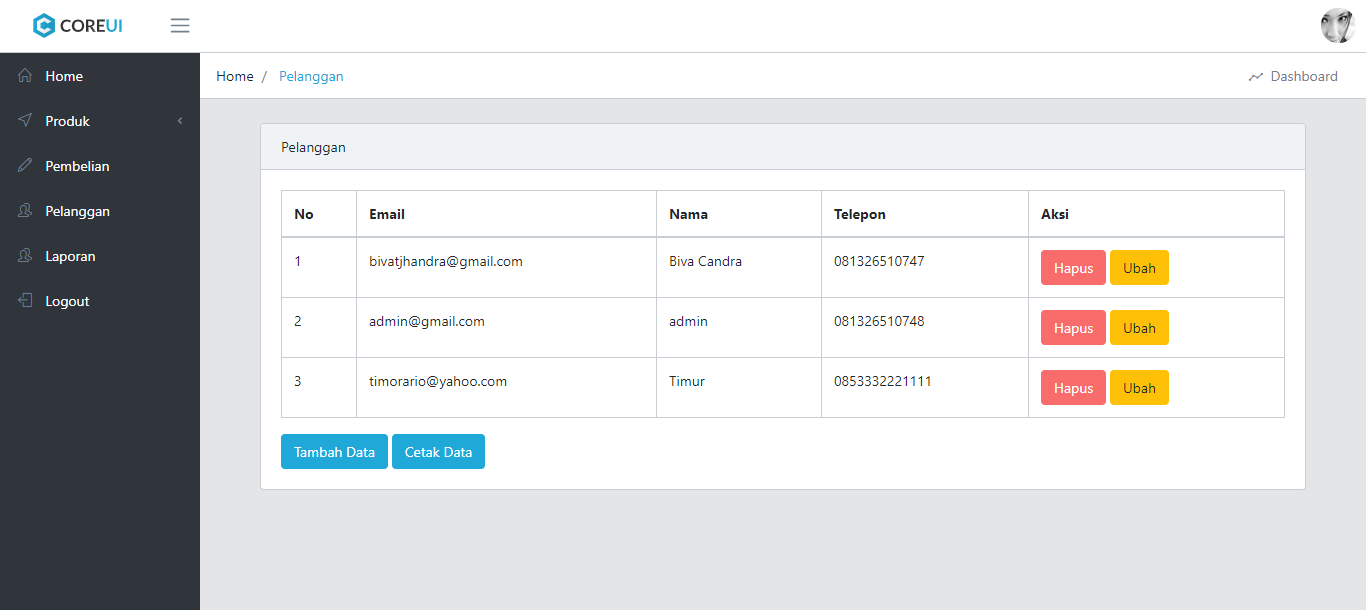 COREUI
Home
Produk
Pembelian
Pelanggan
Laporan
Logout
Home / Pelanggan
Dashboard
Pelanggan
No Email Nama Telepon Aksi
1 bivatjhandra@gmail.com Biva Candra 081326510747 Hapus Ubah
2 admin@gmail.com admin 081326510748 Hapus Ubah
3 timorario@yahoo.com Timur 0853332221111 Hapus Ubah
Tambah Data Cetak Data